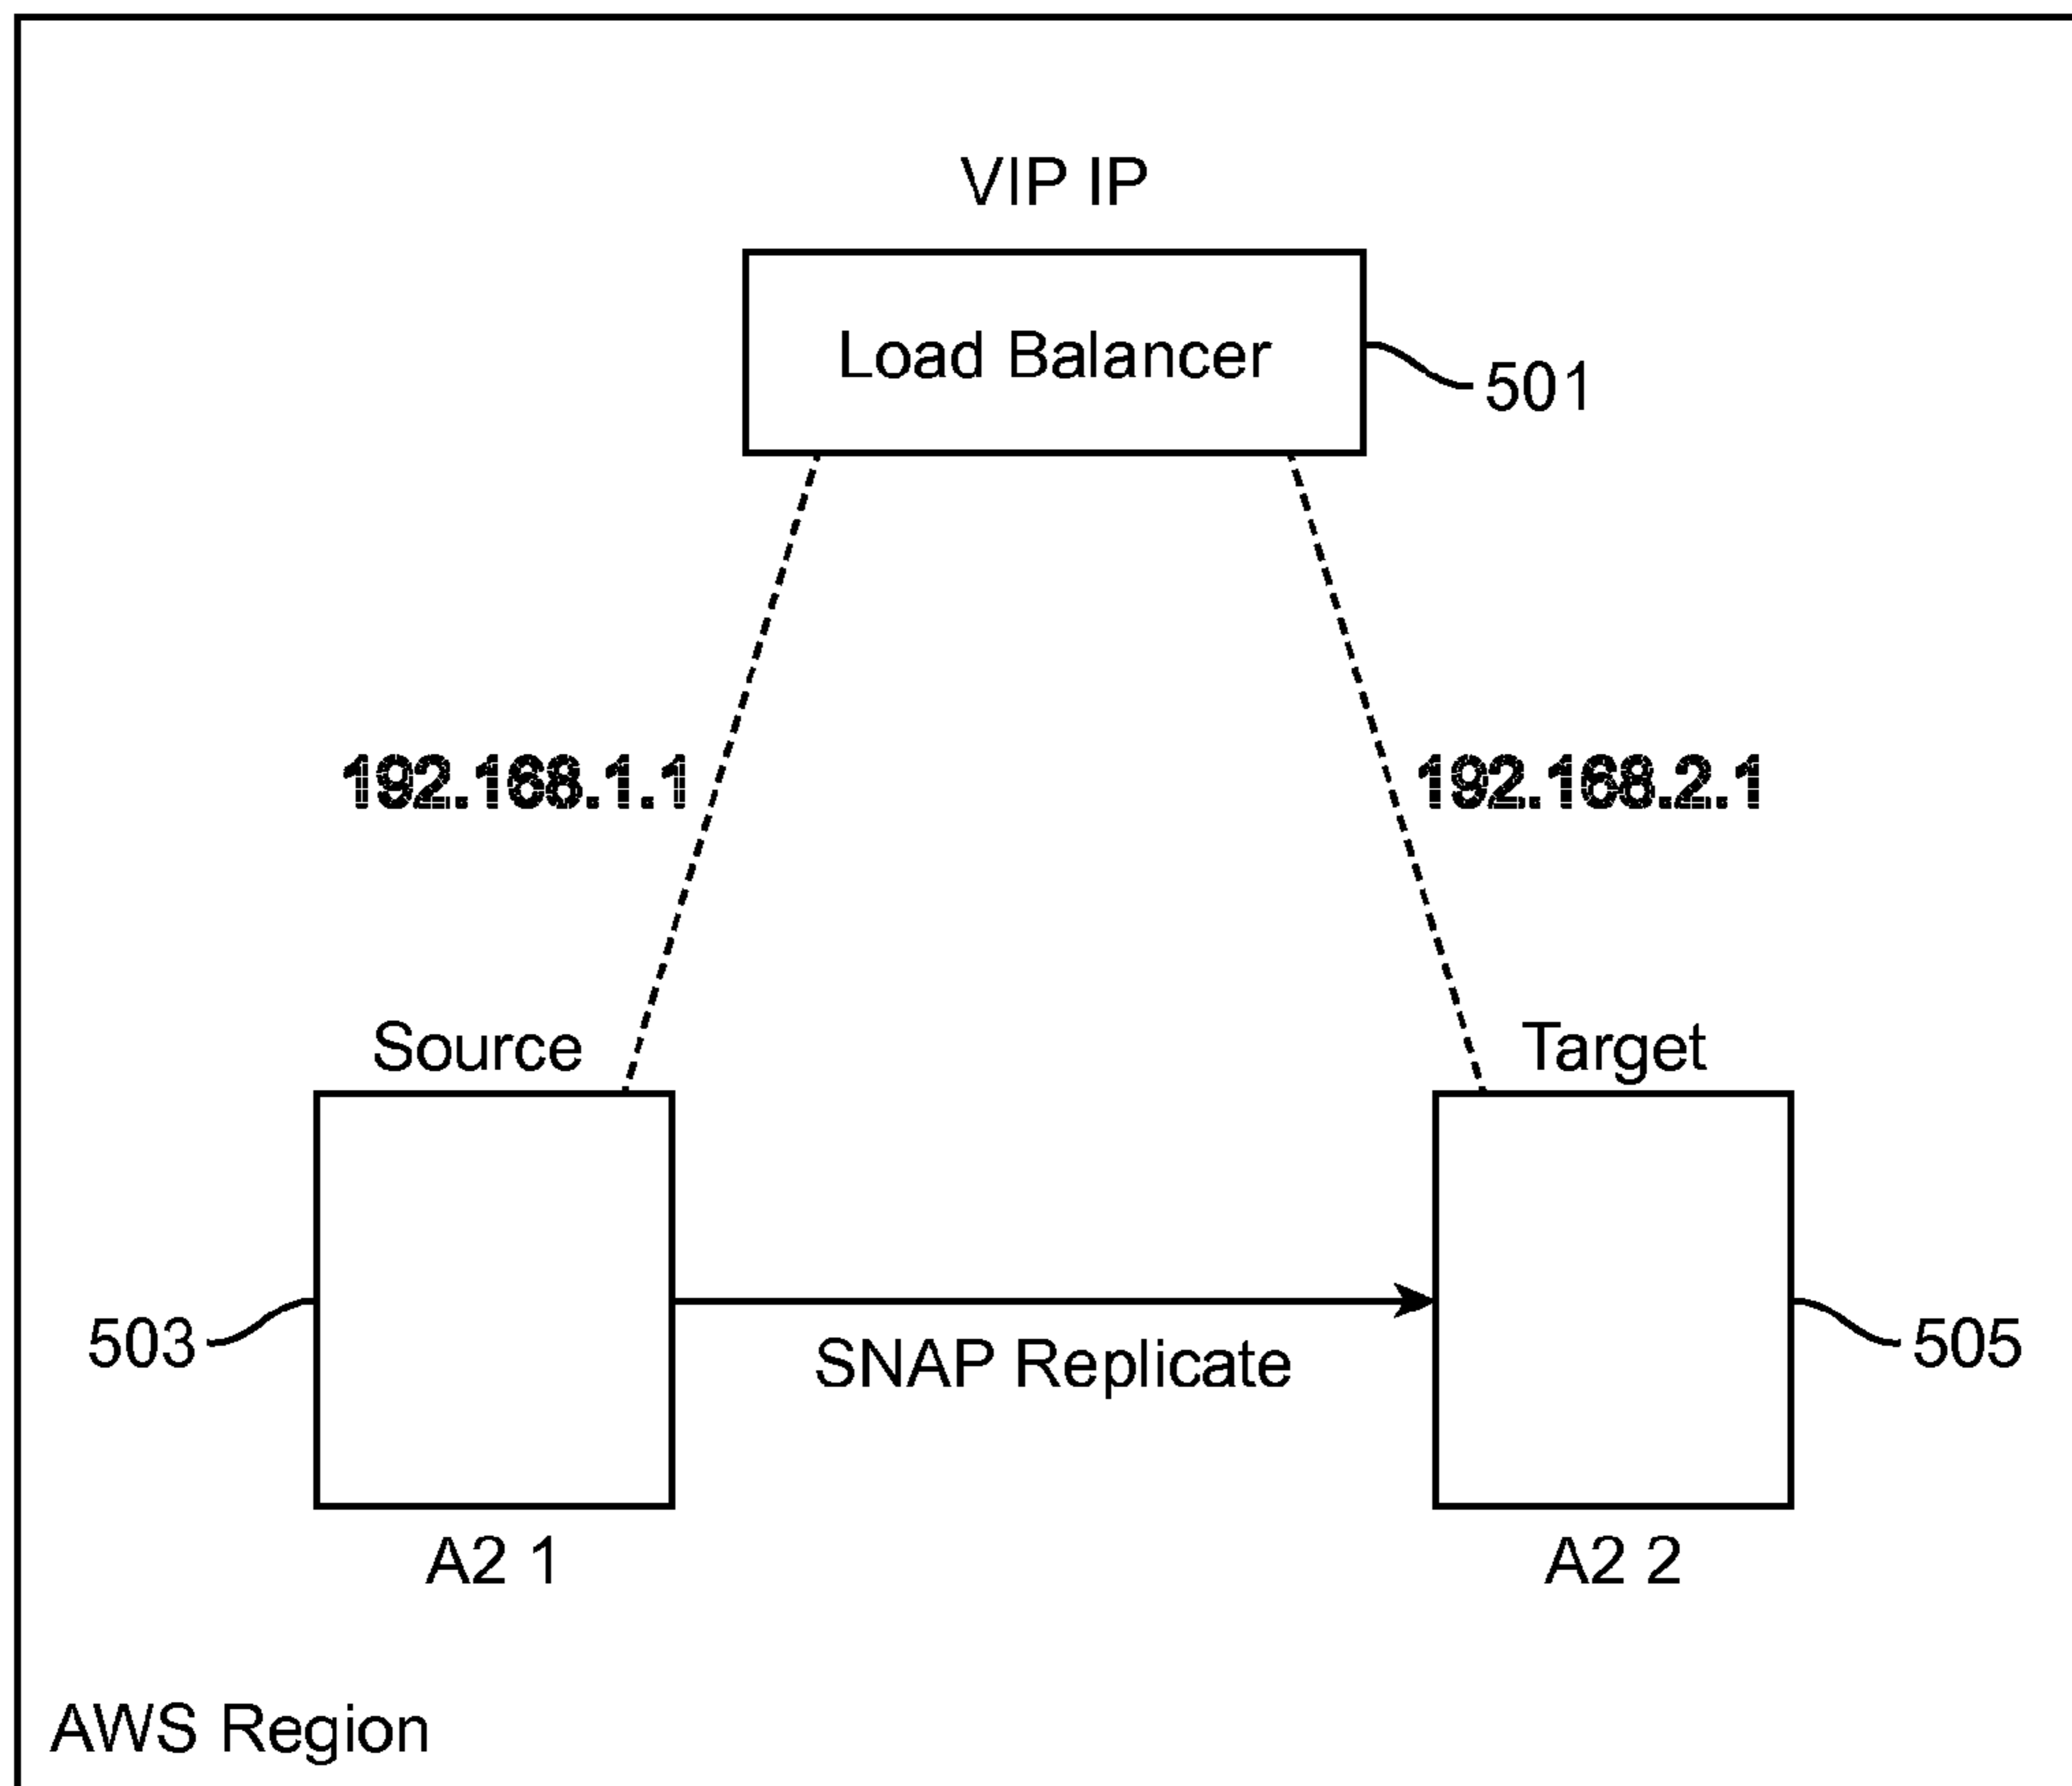 VIP IP
Load Balancer
501
192.168.1.1
192.168.2.1
Source
Target
503
SNAP Replicate
505
A2 1
A2 2
AWS Region